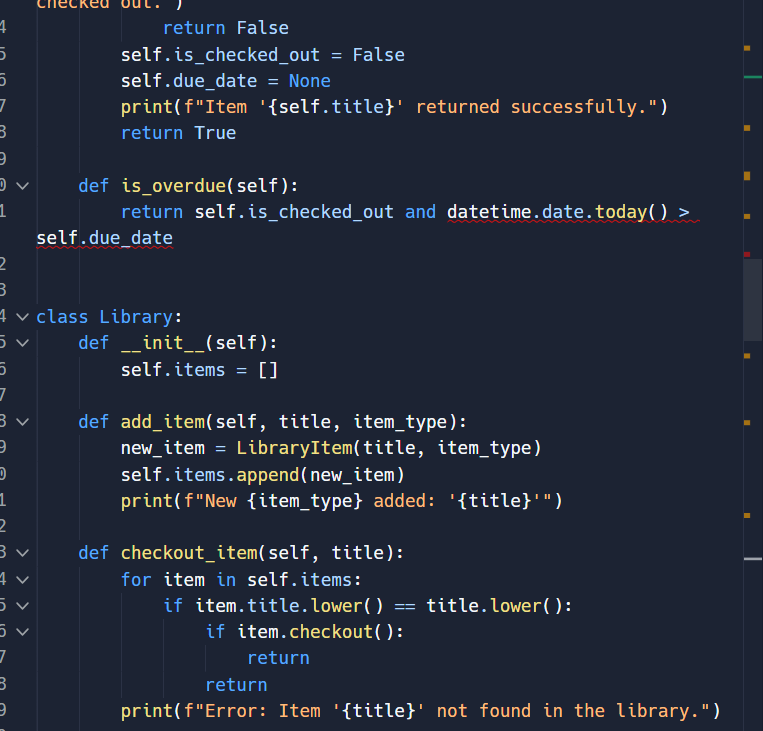 checked out.")
4            return False
5        self.is_checked_out = False
6        self.due_date = None
7        print(f"Item '{self.title}' returned successfully.")
8        return True
9
0    def is_overdue(self):
1        return self.is_checked_out and datetime.date.today() >
self.due_date
2
3
4 class Library:
5    def __init__(self):
6        self.items = []
7
8    def add_item(self, title, item_type):
9        new_item = LibraryItem(title, item_type)
0        self.items.append(new_item)
1        print(f"New {item_type} added: '{title}'")
2
3    def checkout_item(self, title):
4        for item in self.items:
5            if item.title.lower() == title.lower():
6                if item.checkout():
7                    return
8                return
9        print(f"Error: Item '{title}' not found in the library.")